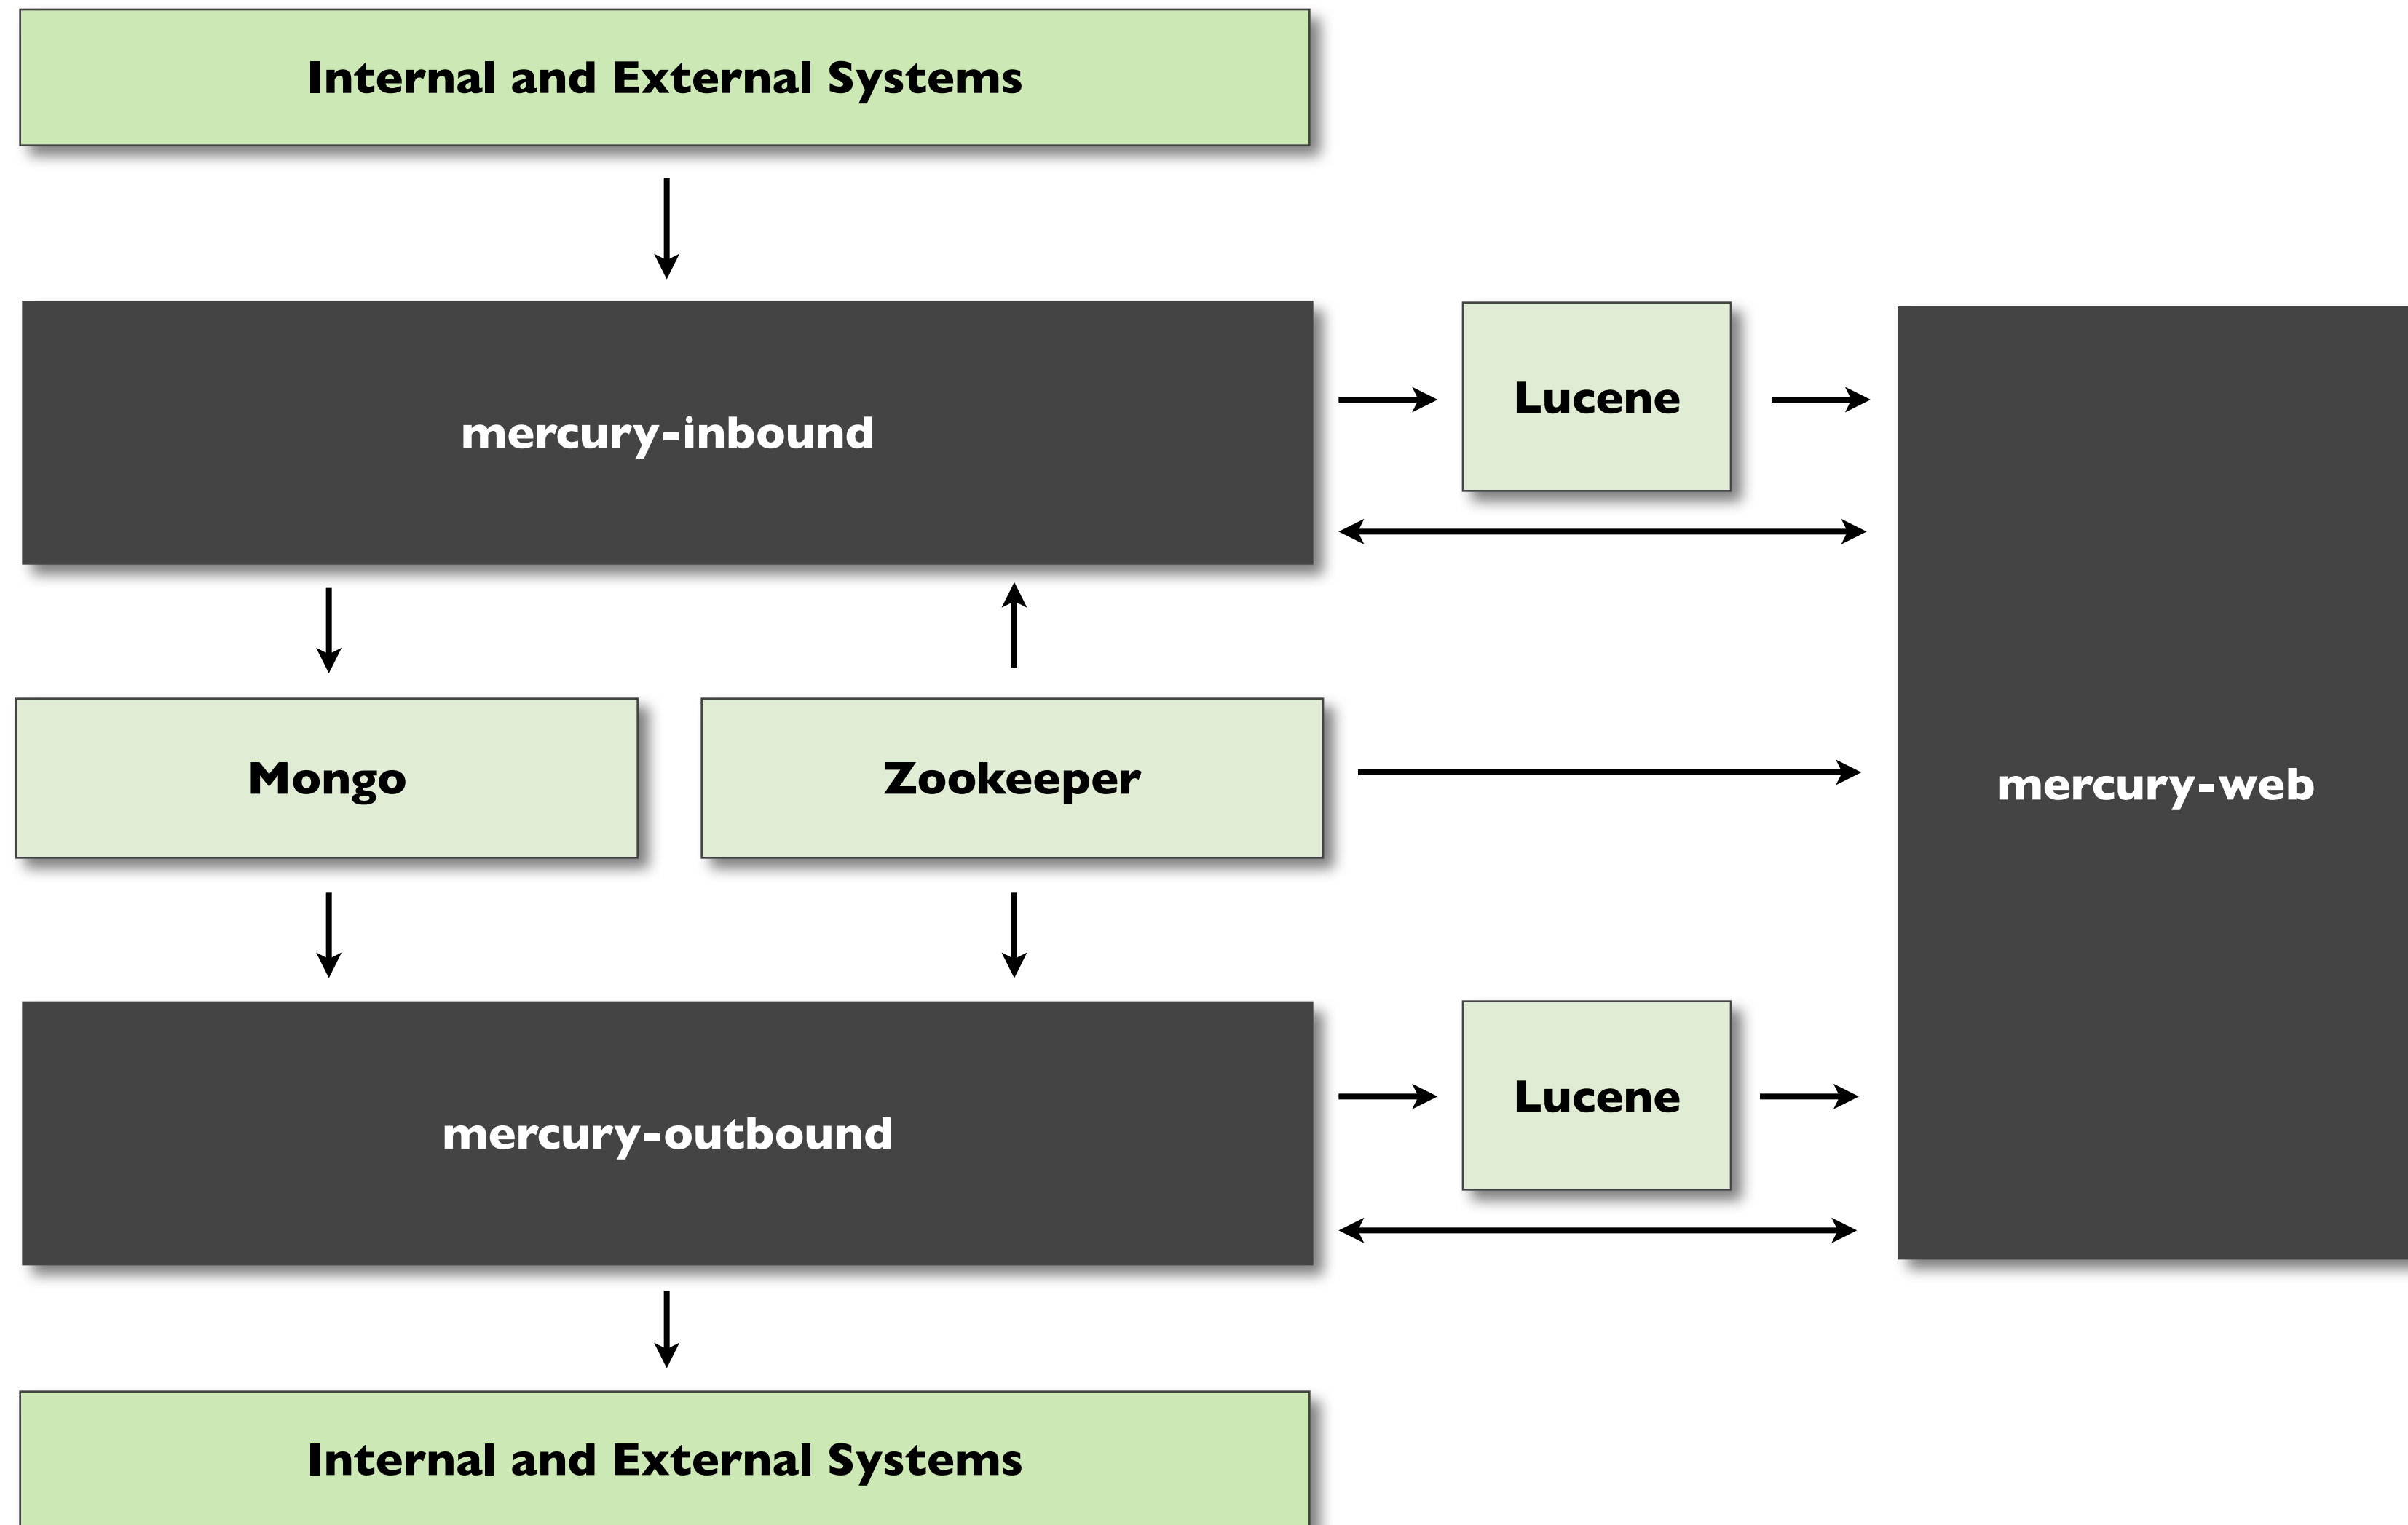 Internal and External Systems
mercury-inbound
Lucene
Mongo
Zookeeper
mercury-web
mercury-outbound
Lucene
Internal and External Systems